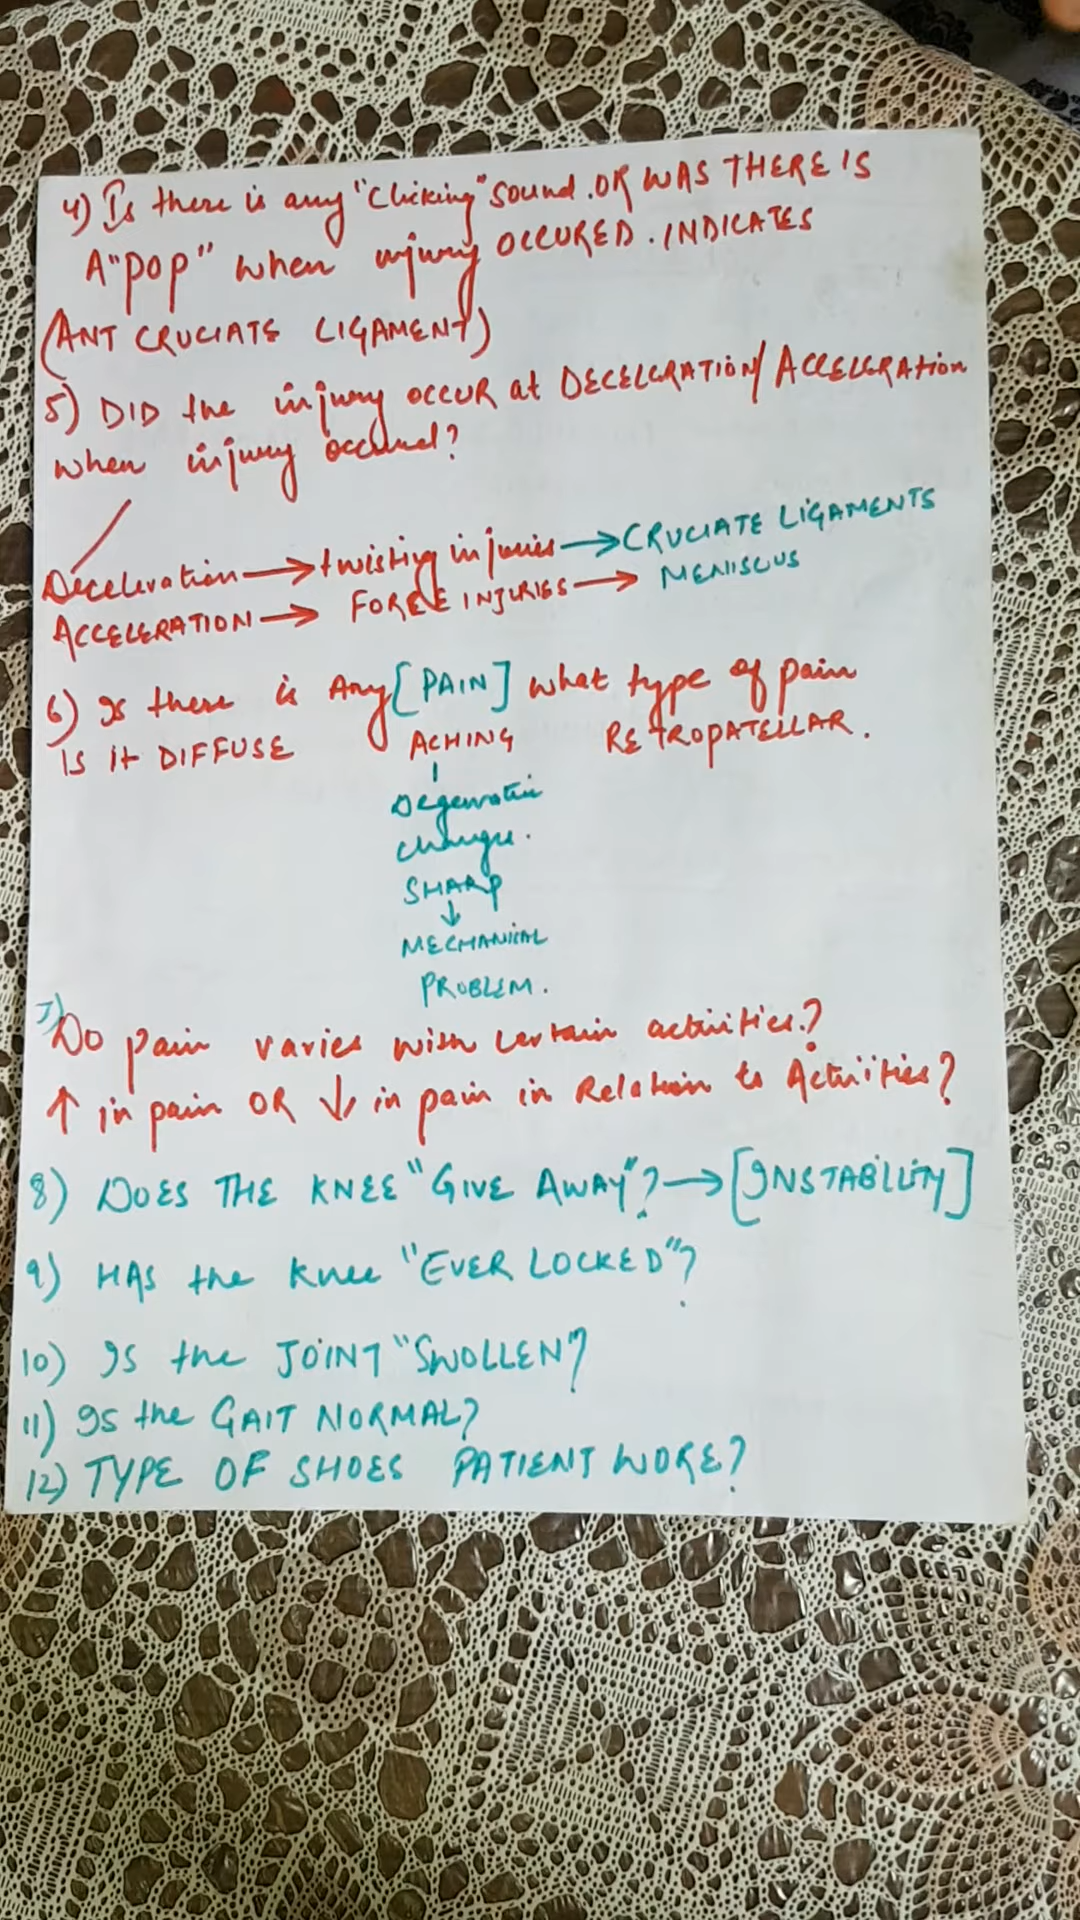 4) Is there is any "Clicking" sound. OR WAS THERE IS
A "POP" when injury OCCURED. INDICATES
(ANT CRUCIATE LIGAMENT)
5) DID the injury OCCUR at DECELERATION/ACCELERATION
when injury occured?
Deceleration → twisting injuries → CRUCIATE LIGAMENTS
ACCELERATION → FORCE INJURIES → MENISCUS
6) Is there is Any [PAIN] what type of pain
IS it DIFFUSE ACHING RETROPATELLAR.
Degenerative
changes.
SHARP
↓
MECHANICAL
PROBLEM.
7) Do pain varies with certain activities.?
↑ in pain OR ↓ in pain in Relation to Activities?
8) DOES THE KNEE "GIVE AWAY"? → [INSTABILITY]
9) HAS the Knee "EVER LOCKED"?
10) IS the JOINT "SWOLLEN"?
11) IS the GAIT NORMAL?
12) TYPE OF SHOES PATIENT WORE?